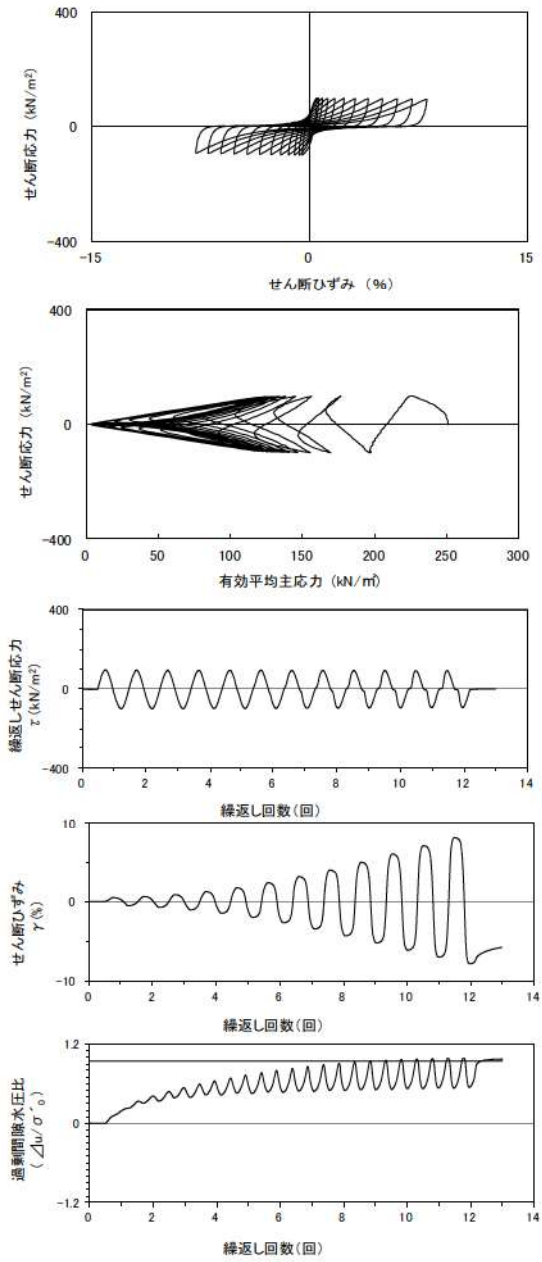 400
0
-400
せん断応力 (kN/m²)
-15 0 15
せん断ひずみ (%)
400
0
-400
せん断応力 (kN/m²)
0 50 100 150 200 250 300
有効平均主応力 (kN/㎡)
400
0
-400
繰返しせん断応力
τ (kN/m²)
0 2 4 6 8 10 12 14
繰返し回数(回)
10
0
-10
せん断ひずみ
γ(%)
0 2 4 6 8 10 12 14
繰返し回数(回)
1.2
0
-1.2
過剰間隙水圧比
(⊿u/σ'₀)
0 2 4 6 8 10 12 14
繰返し回数(回)